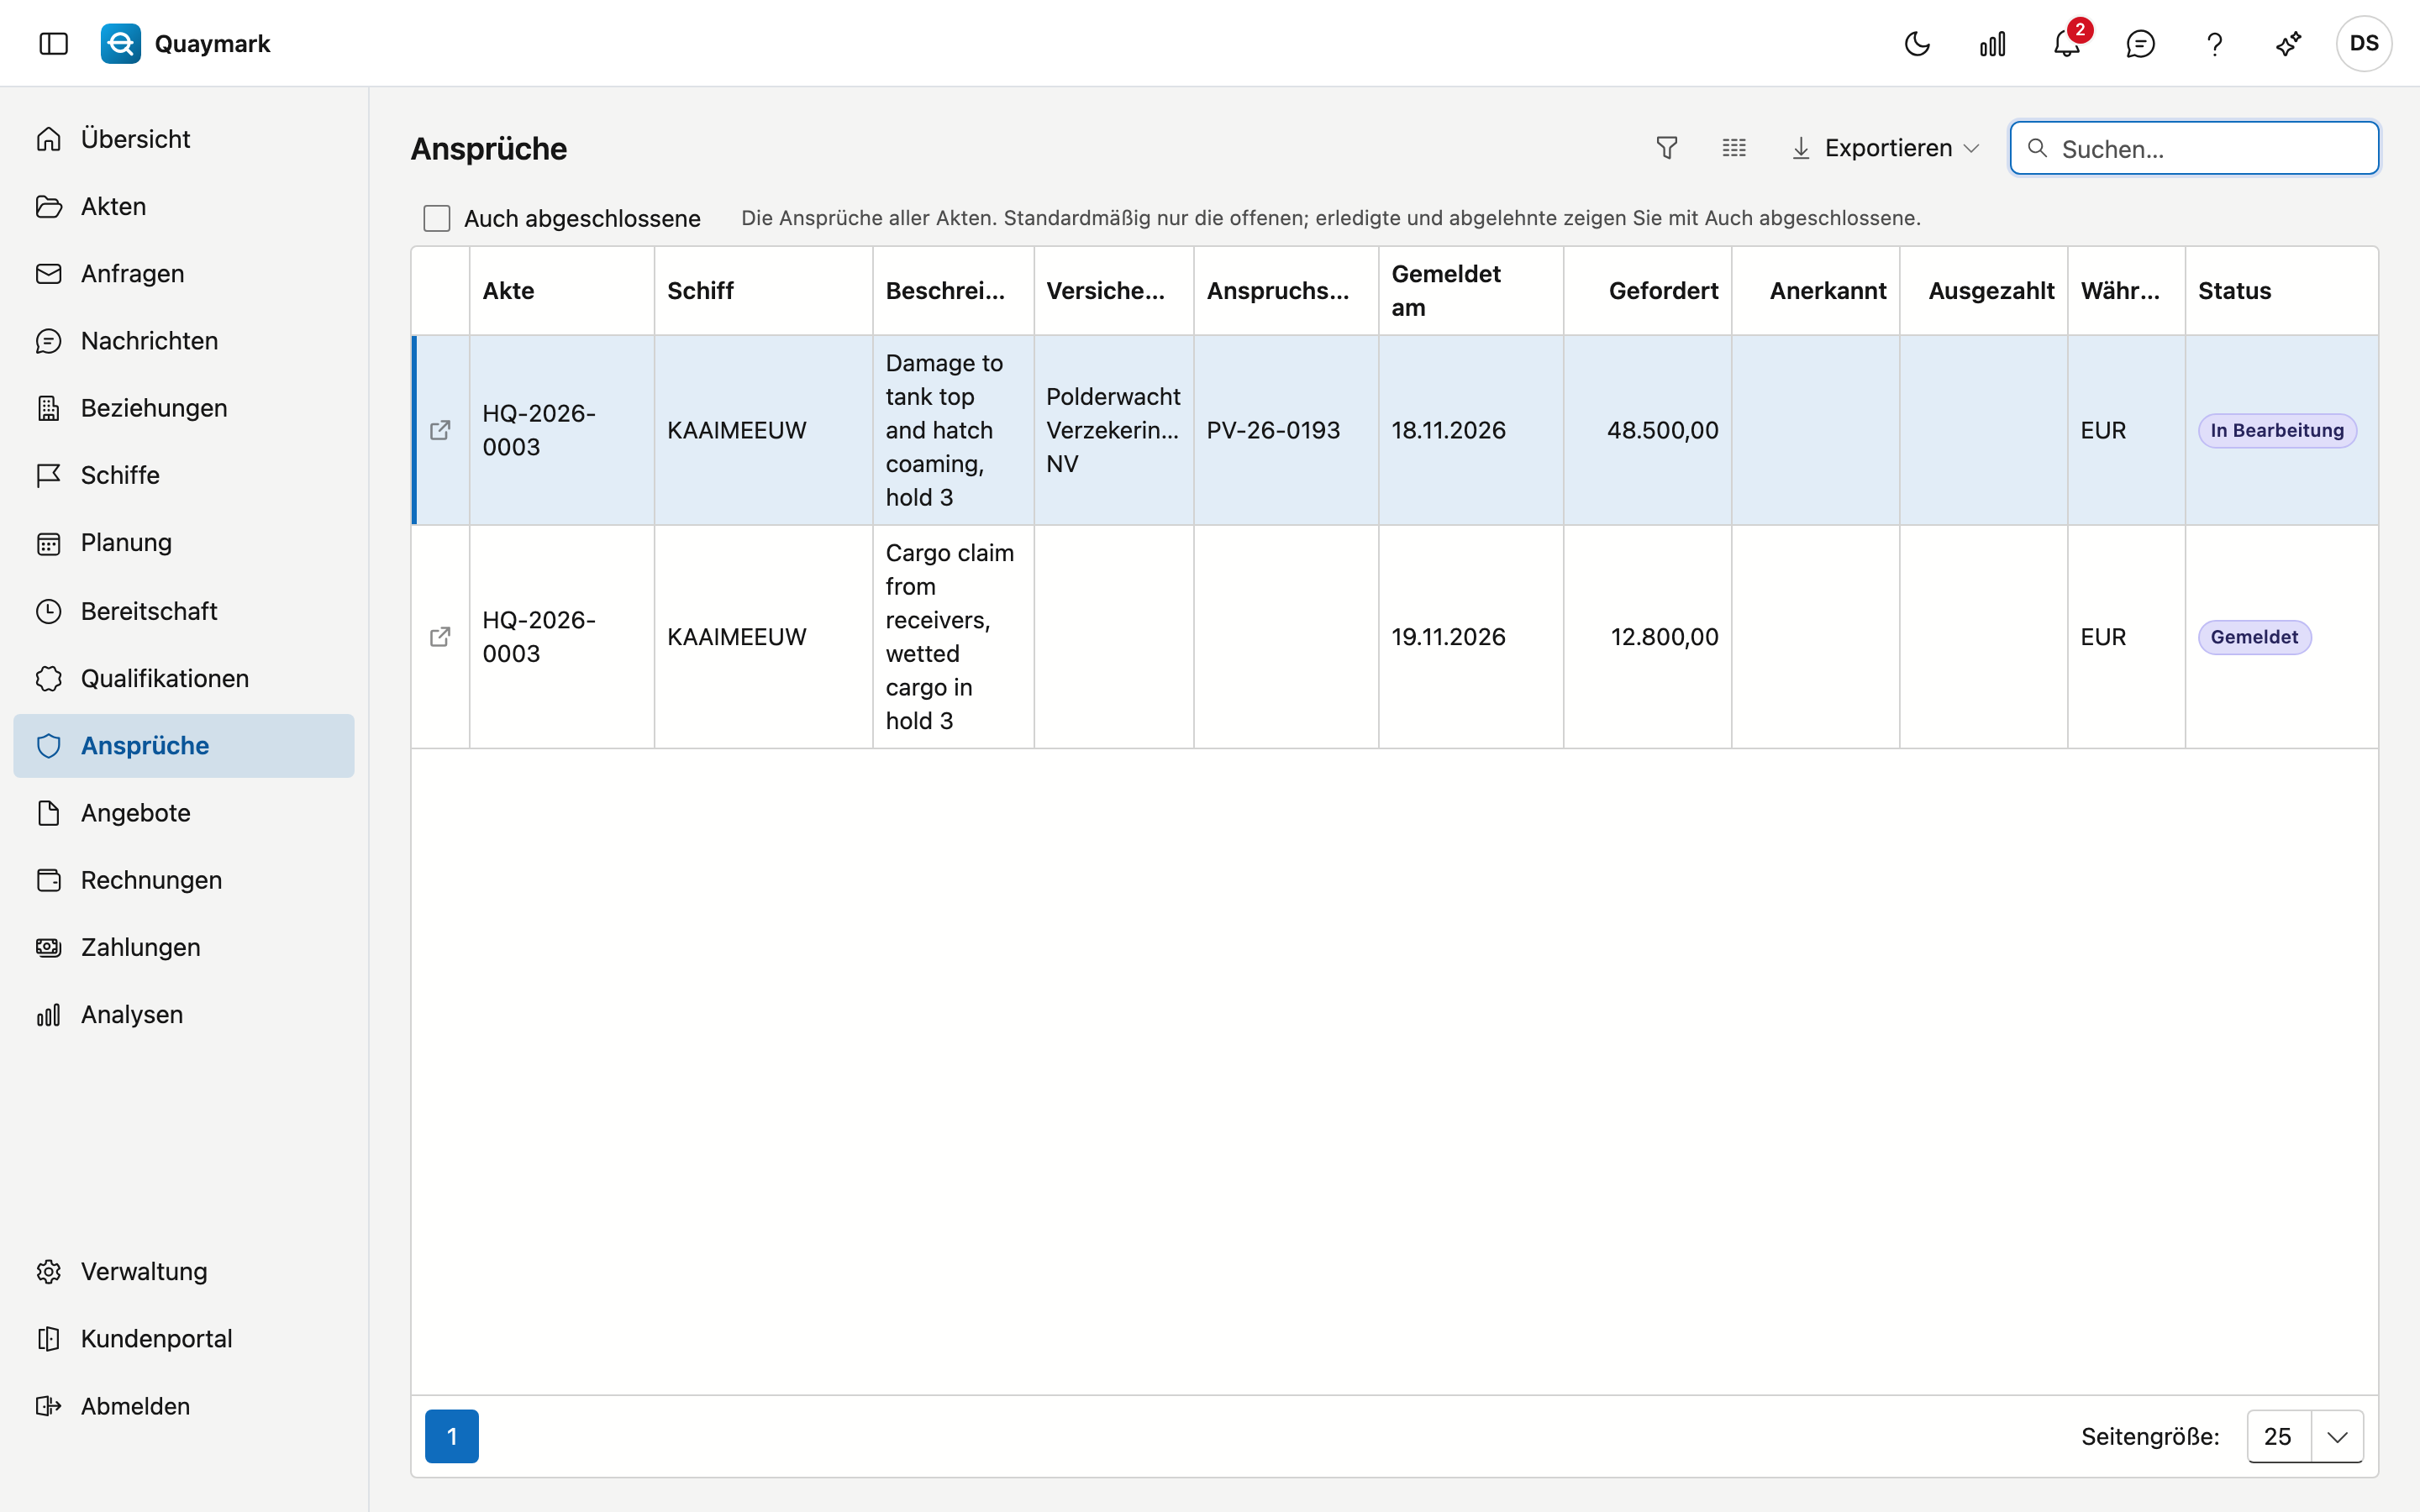 Quaymark
2
DS
Übersicht
Akten
Anfragen
Nachrichten
Beziehungen
Schiffe
Planung
Bereitschaft
Qualifikationen
Ansprüche
Angebote
Rechnungen
Zahlungen
Analysen
Verwaltung
Kundenportal
Abmelden
Ansprüche
Exportieren
Suchen...
Auch abgeschlossene
Die Ansprüche aller Akten. Standardmäßig nur die offenen; erledigte und abgelehnte zeigen Sie mit Auch abgeschlossene.
Akte
Schiff
Beschrei...
Versiche...
Anspruchs...
Gemeldet
am
Gefordert
Anerkannt
Ausgezahlt
Währ...
Status
HQ-2026-
0003
KAAIMEEUW
Damage to
tank top
and hatch
coaming,
hold 3
Polderwacht
Verzekerin...
NV
PV-26-0193
18.11.2026
48.500,00
EUR
In Bearbeitung
HQ-2026-
0003
KAAIMEEUW
Cargo claim
from
receivers,
wetted
cargo in
hold 3
19.11.2026
12.800,00
EUR
Gemeldet
1
Seitengröße:
25